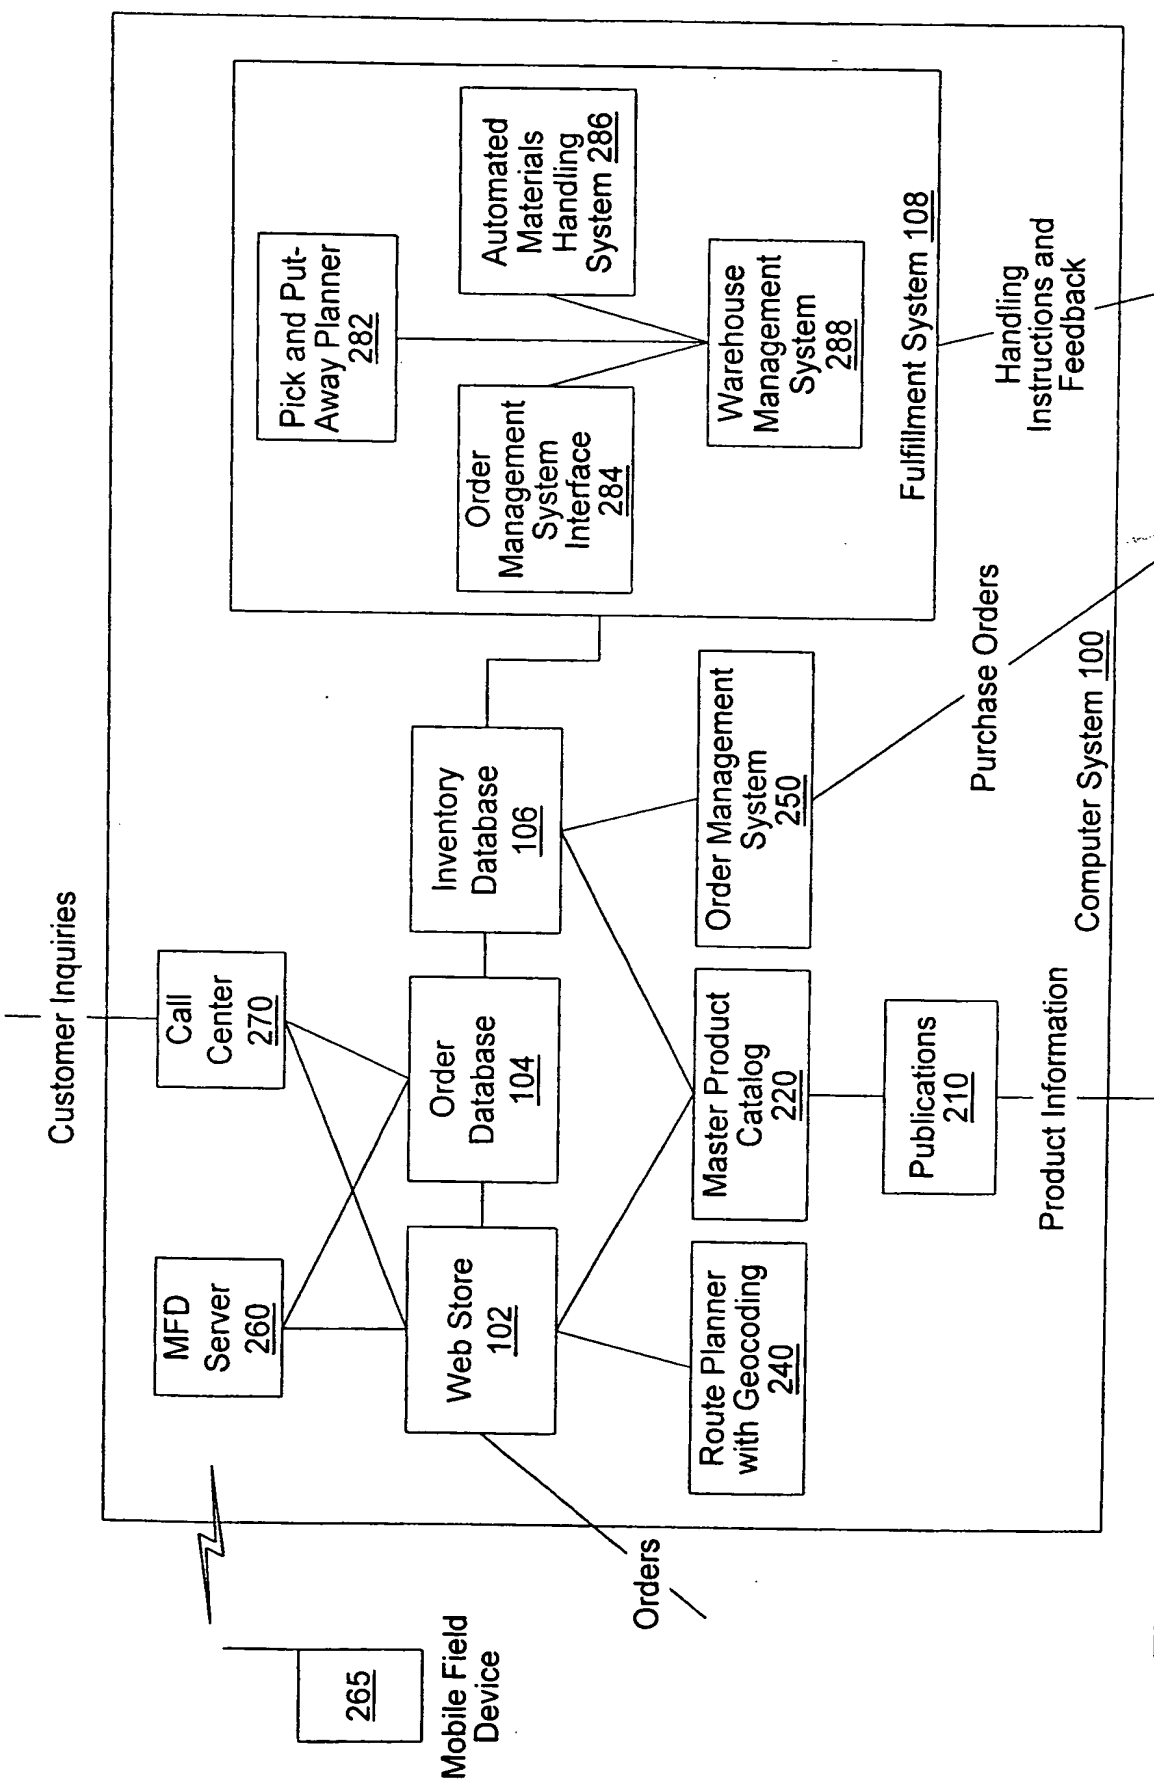 Customer Inquiries
MFD
Server
260
Call
Center
270
265
Mobile Field
Device
Orders
Web Store
102
Order
Database
104
Inventory
Database
106
Route Planner
with Geocoding
240
Master Product
Catalog
220
Order Management
System
250
Publications
210
Product Information
Purchase Orders
Computer System 100
Pick and Put-
Away Planner
282
Order
Management
System
Interface
284
Automated
Materials
Handling
System 286
Warehouse
Management
System
288
Fulfillment System 108
Handling
Instructions and
Feedback